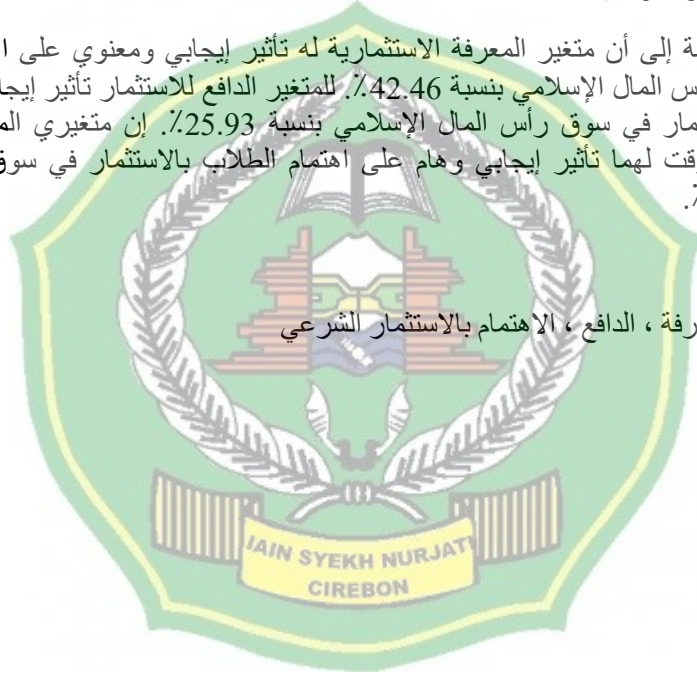 ة إلى أن متغير المعرفة الاستثمارية له تأثير إيجابي ومعنوي على ا
س المال الإسلامي بنسبة 42.46٪. للمتغير الدافع للاستثمار تأثير إيجا
مار في سوق رأس المال الإسلامي بنسبة 25.93٪. إن متغيري الم
وقت لهما تأثير إيجابي وهام على اهتمام الطلاب بالاستثمار في سوق
٪.
رفة ، الدافع ، الاهتمام بالاستثمار الشرعي
IAIN SYEKH NURJATI
CIREBON